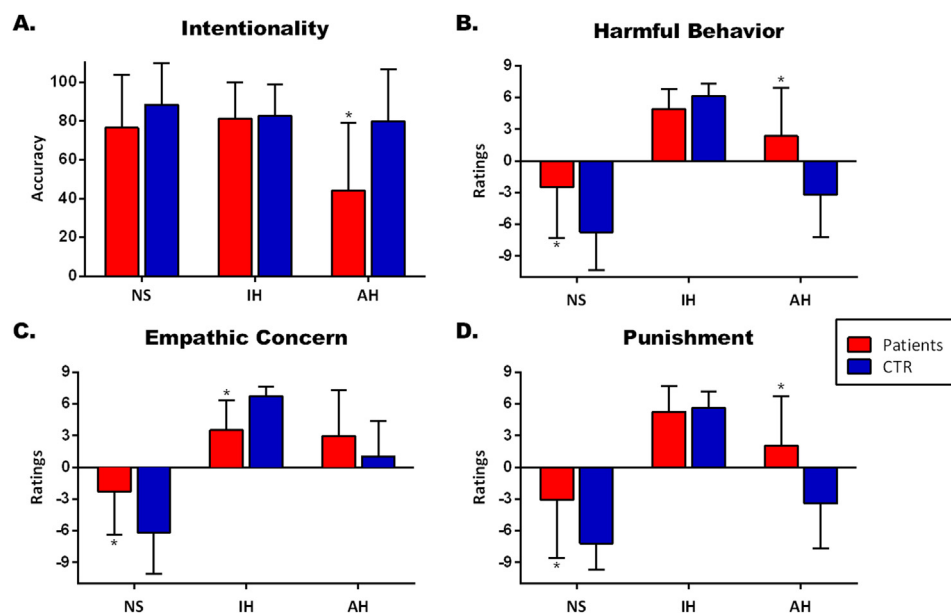 A.
Intentionality
Accuracy
100
80
60
40
20
0
*
NS IH AH
B.
Harmful Behavior
Ratings
9
6
3
0
-3
-6
-9
*
*
NS IH AH
C.
Empathic Concern
Ratings
9
6
3
0
-3
-6
-9
*
*
NS IH AH
D.
Punishment
Ratings
9
6
3
0
-3
-6
-9
*
*
NS IH AH
Patients
CTR